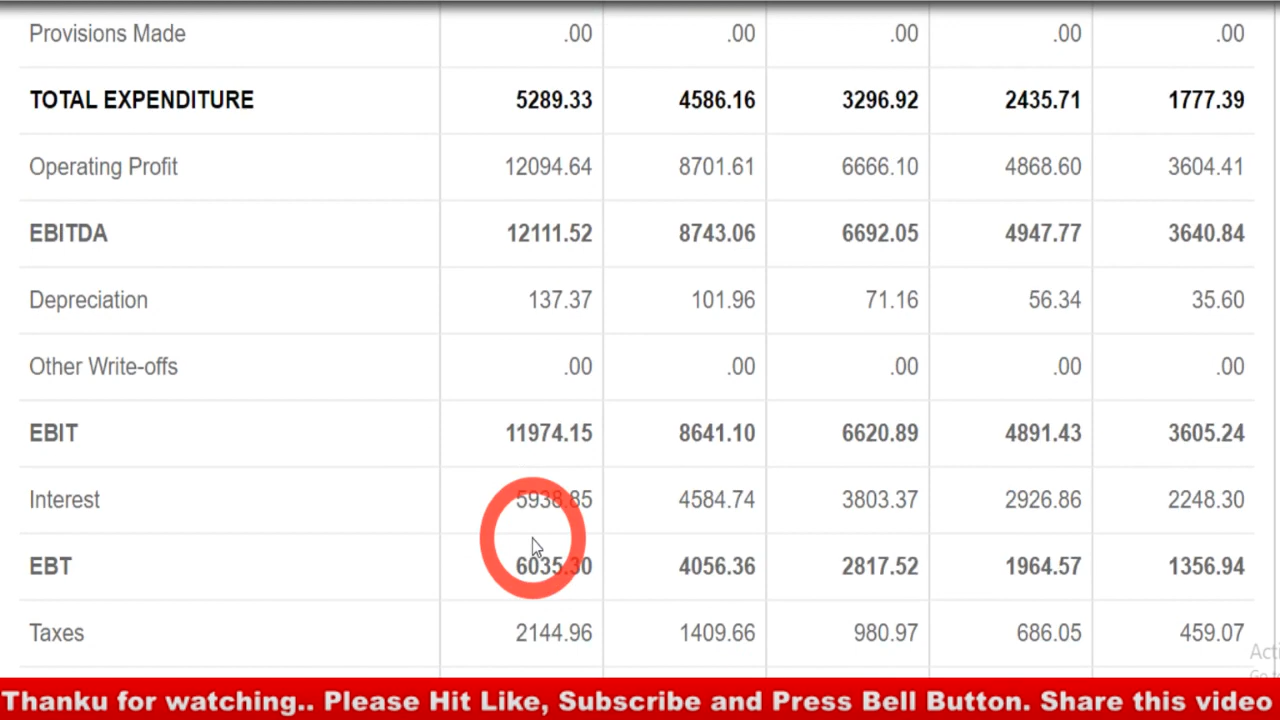 Provisions Made .00 .00 .00 .00 .00
TOTAL EXPENDITURE 5289.33 4586.16 3296.92 2435.71 1777.39
Operating Profit 12094.64 8701.61 6666.10 4868.60 3604.41
EBITDA 12111.52 8743.06 6692.05 4947.77 3640.84
Depreciation 137.37 101.96 71.16 56.34 35.60
Other Write-offs .00 .00 .00 .00 .00
EBIT 11974.15 8641.10 6620.89 4891.43 3605.24
Interest 5938.85 4584.74 3803.37 2926.86 2248.30
EBT 6035.30 4056.36 2817.52 1964.57 1356.94
Taxes 2144.96 1409.66 980.97 686.05 459.07
Thanku for watching.. Please Hit Like, Subscribe and Press Bell Button. Share this video